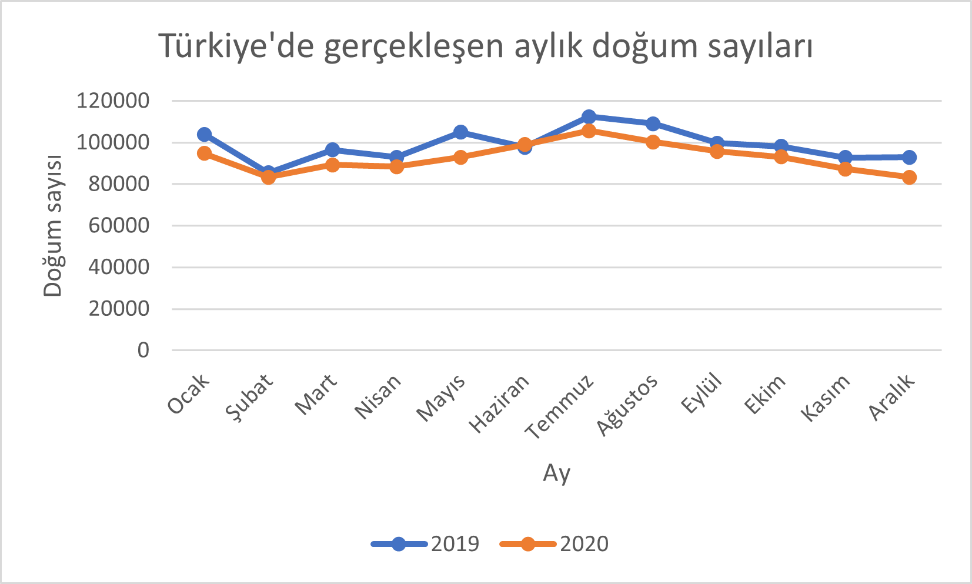 Türkiye'de gerçekleşen aylık doğum sayıları
Doğum sayısı
120000
100000
80000
60000
40000
20000
0
Ocak
Şubat
Mart
Nisan
Mayıs
Haziran
Temmuz
Ağustos
Eylül
Ekim
Kasım
Aralık
Ay
2019
2020